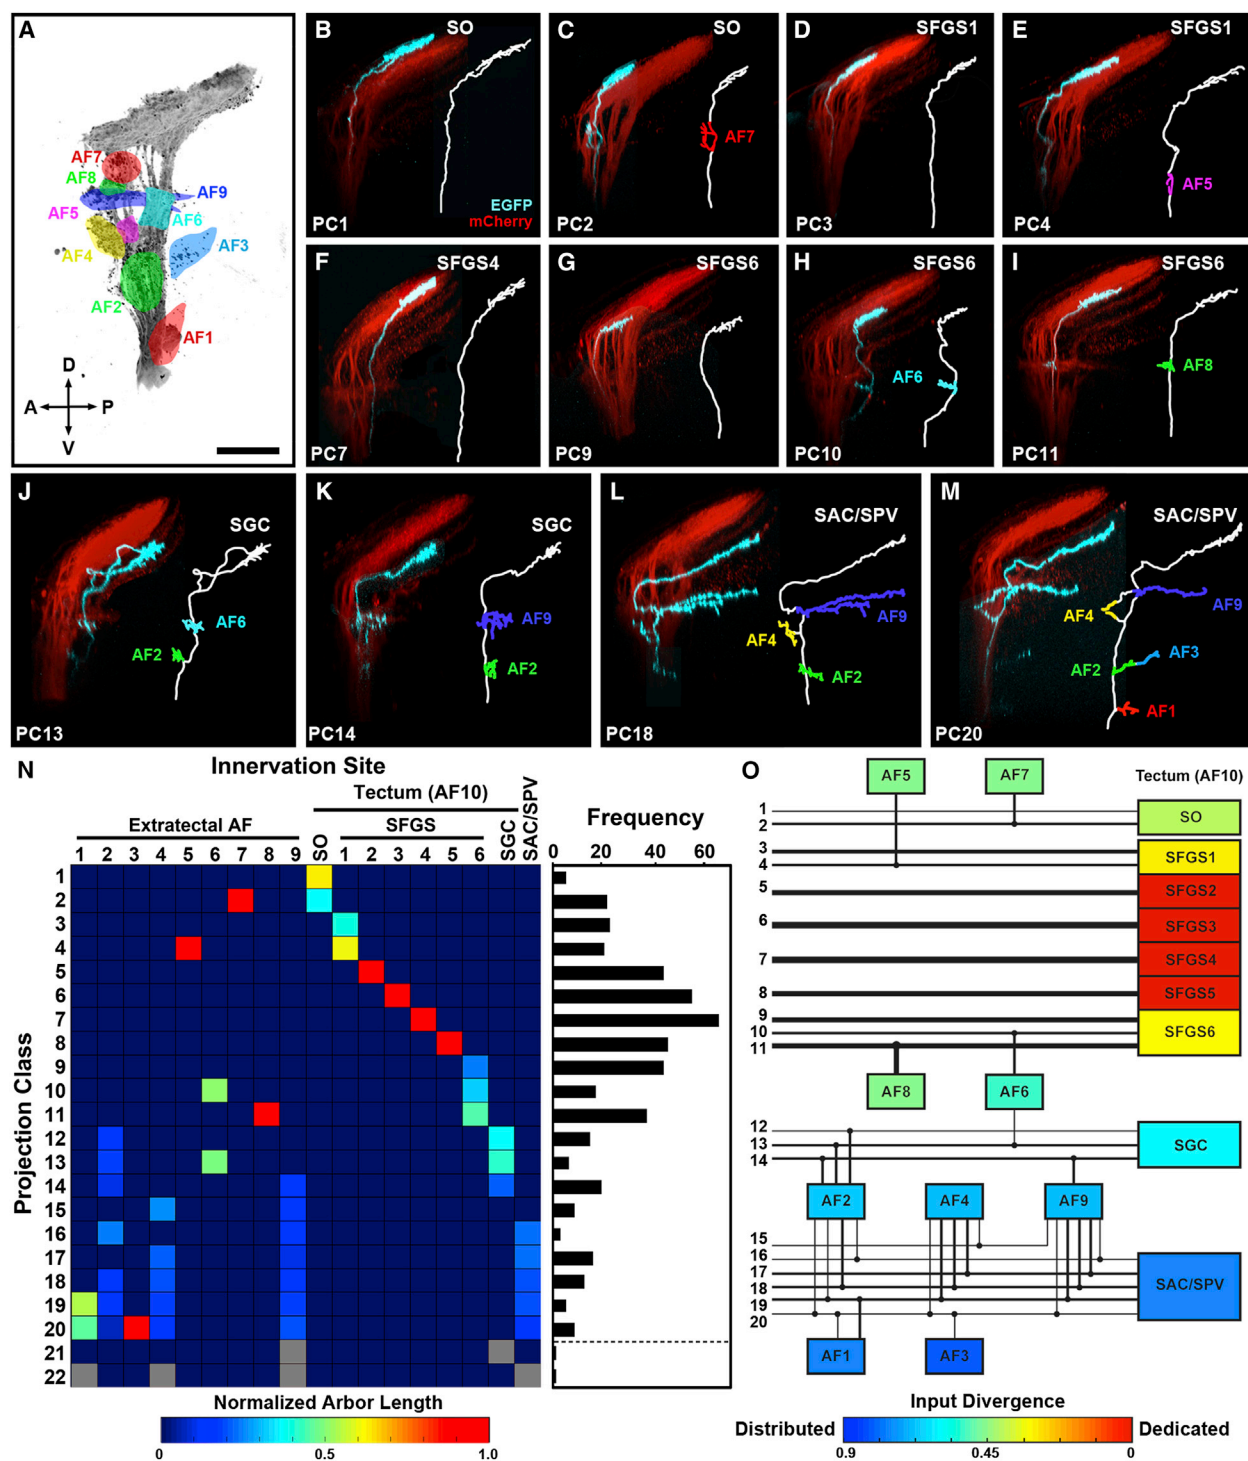 A
AF7
AF8
AF9
AF5
AF6
AF4
AF3
AF2
AF1
D
A P
V
B
SO
EGFP
mCherry
PC1
C
SO
AF7
PC2
D
SFGS1
PC3
E
SFGS1
AF5
PC4
F
SFGS4
PC7
G
SFGS6
PC9
H
SFGS6
AF6
PC10
I
SFGS6
AF8
PC11
J
SGC
AF6
AF2
PC13
K
SGC
AF9
AF2
PC14
L
SAC/SPV
AF9
AF4
AF2
PC18
M
SAC/SPV
AF9
AF4
AF3
AF2
AF1
PC20
N
Innervation Site
Tectum (AF10)
Extratectal AF
SFGS
1 2 3 4 5 6 7 8 9 SO 1 2 3 4 5 6 SGC SAC/SPV
Frequency
0 20 40 60
Projection Class
1
2
3
4
5
6
7
8
9
10
11
12
13
14
15
16
17
18
19
20
21
22
Normalized Arbor Length
0 0.5 1.0
O
AF5
AF7
Tectum (AF10)
1
2
SO
3
4
SFGS1
5
SFGS2
6
SFGS3
7
SFGS4
8
SFGS5
9
10
11
SFGS6
AF8
AF6
12
13
14
SGC
AF2
AF4
AF9
15
16
17
18
19
20
SAC/SPV
AF1
AF3
Input Divergence
Distributed
Dedicated
0.9 0.45 0